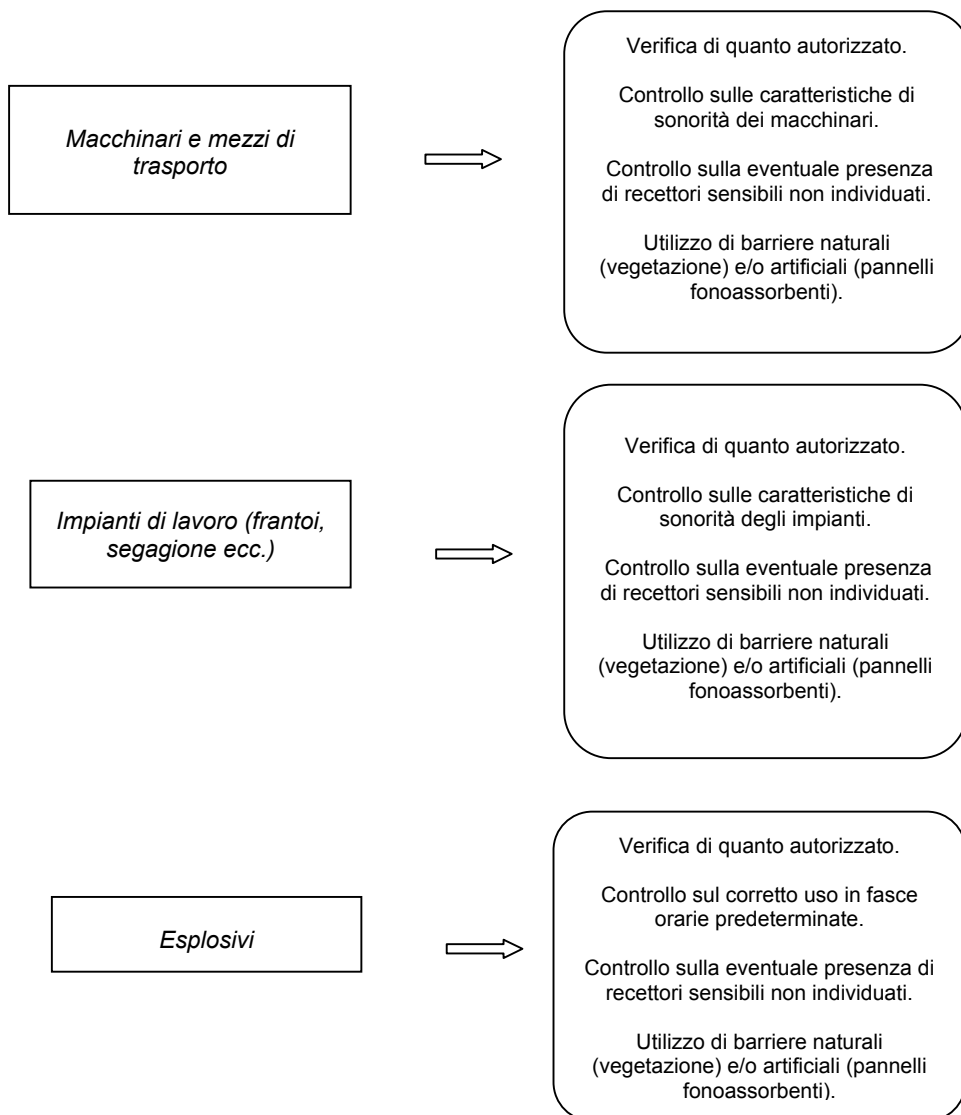 Macchinari e mezzi di
trasporto
Verifica di quanto autorizzato.
Controllo sulle caratteristiche di
sonorità dei macchinari.
Controllo sulla eventuale presenza
di recettori sensibili non individuati.
Utilizzo di barriere naturali
(vegetazione) e/o artificiali (pannelli
fonoassorbenti).
Impianti di lavoro (frantoi,
segagione ecc.)
Verifica di quanto autorizzato.
Controllo sulle caratteristiche di
sonorità degli impianti.
Controllo sulla eventuale presenza
di recettori sensibili non individuati.
Utilizzo di barriere naturali
(vegetazione) e/o artificiali (pannelli
fonoassorbenti).
Esplosivi
Verifica di quanto autorizzato.
Controllo sul corretto uso in fasce
orarie predeterminate.
Controllo sulla eventuale presenza di
recettori sensibili non individuati.
Utilizzo di barriere naturali
(vegetazione) e/o artificiali (pannelli
fonoassorbenti).